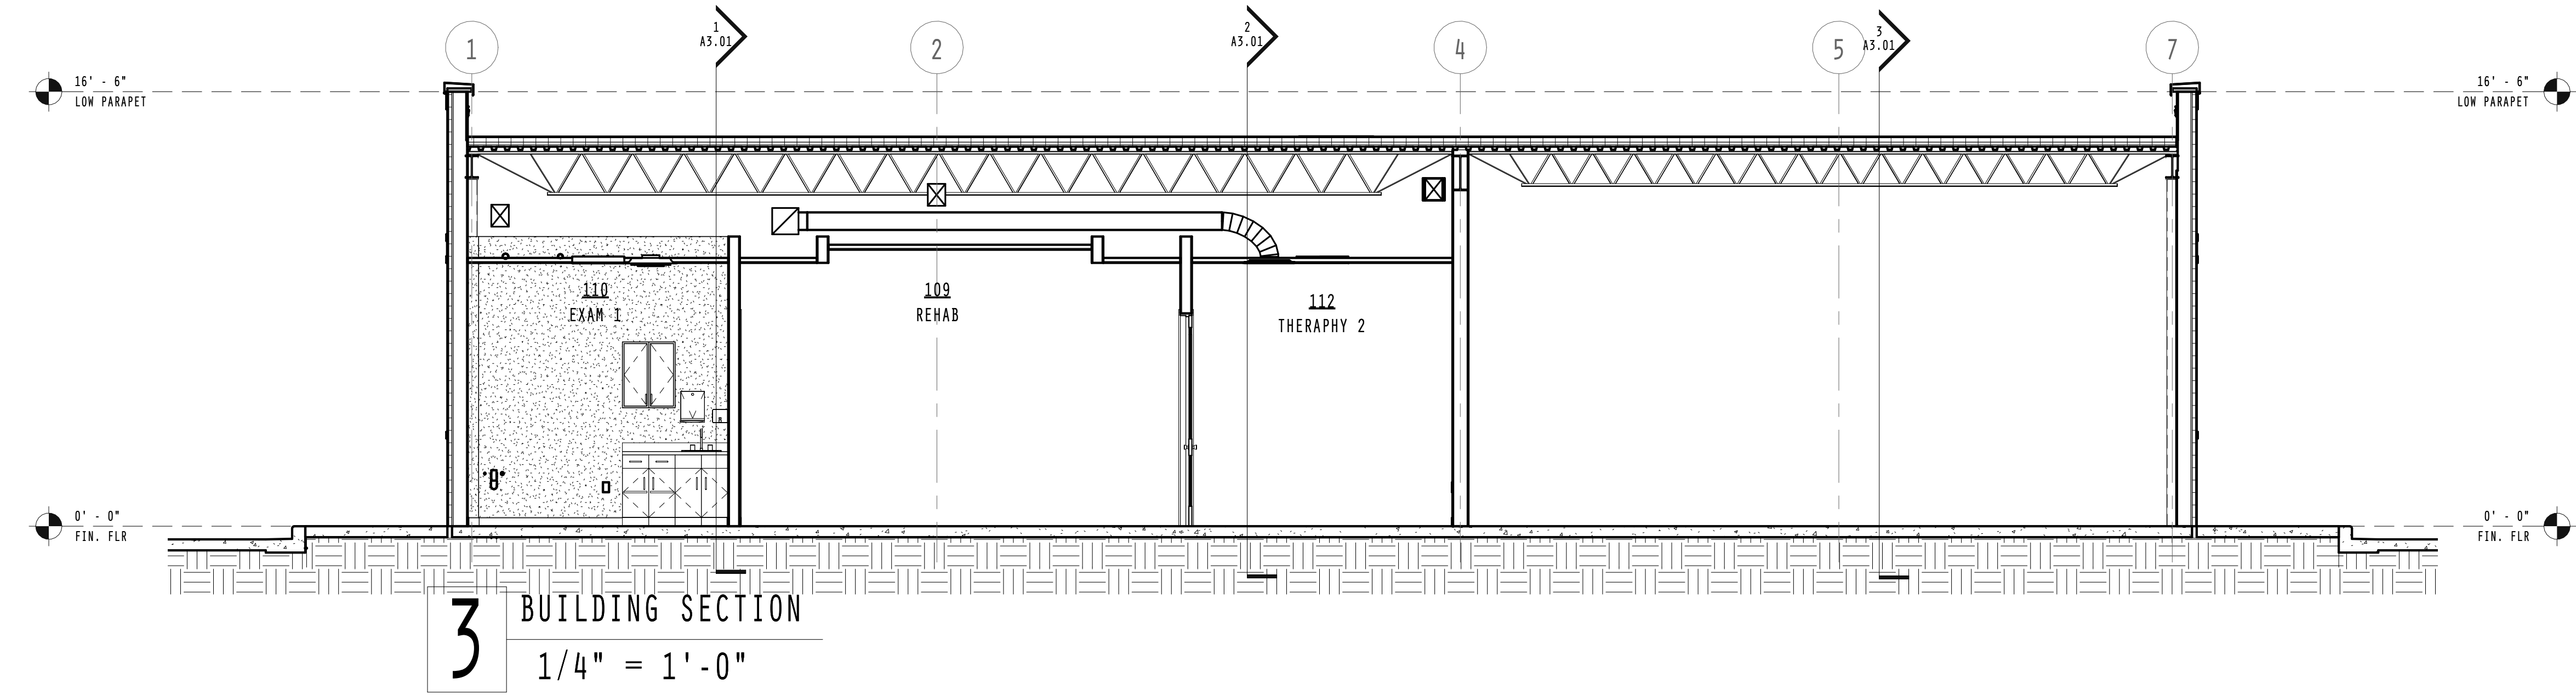 1
1
A3.01
2
2
A3.01
4
5
3
A3.01
7
16' - 6"
LOW PARAPET
16' - 6"
LOW PARAPET
110
EXAM 1
109
REHAB
112
THERAPHY 2
0' - 0"
FIN. FLR
0' - 0"
FIN. FLR
3
BUILDING SECTION
1/4" = 1'-0"